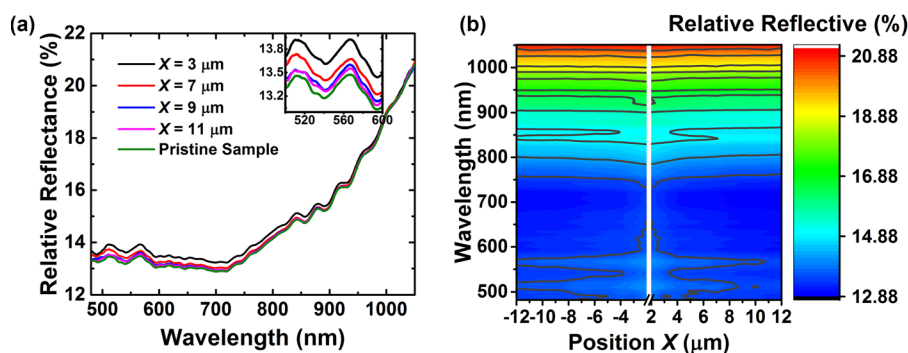 (a)
Relative Reflectance (%)
22
20
18
16
14
12
500
600
700
800
900
1000
Wavelength (nm)
X = 3 μm
X = 7 μm
X = 9 μm
X = 11 μm
Pristine Sample
13.8
13.5
13.2
520
560
600
(b)
Relative Reflective (%)
Wavelength (nm)
1000
900
800
700
600
500
-12 -10 -8 -6 -4 -2 2 4 6 8 10 12
Position X (μm)
20.88
18.88
16.88
14.88
12.88